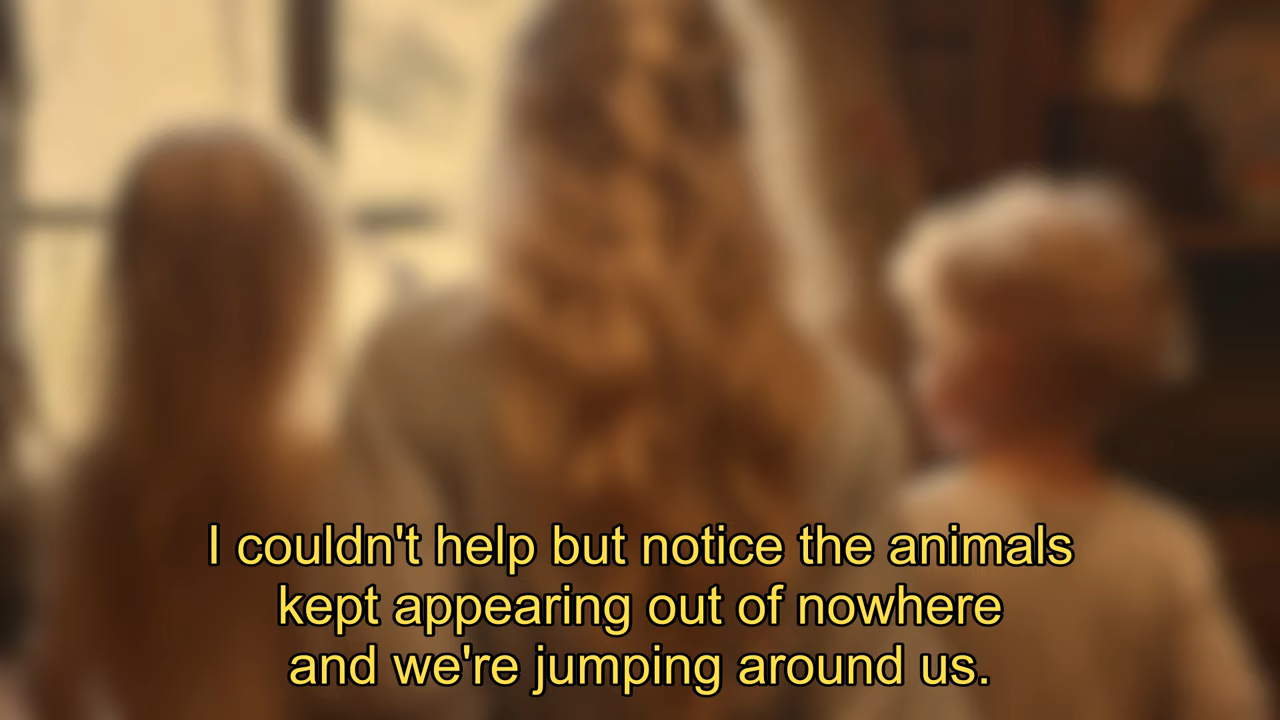 I couldn't help but notice the animals
kept appearing out of nowhere
and we're jumping around us.